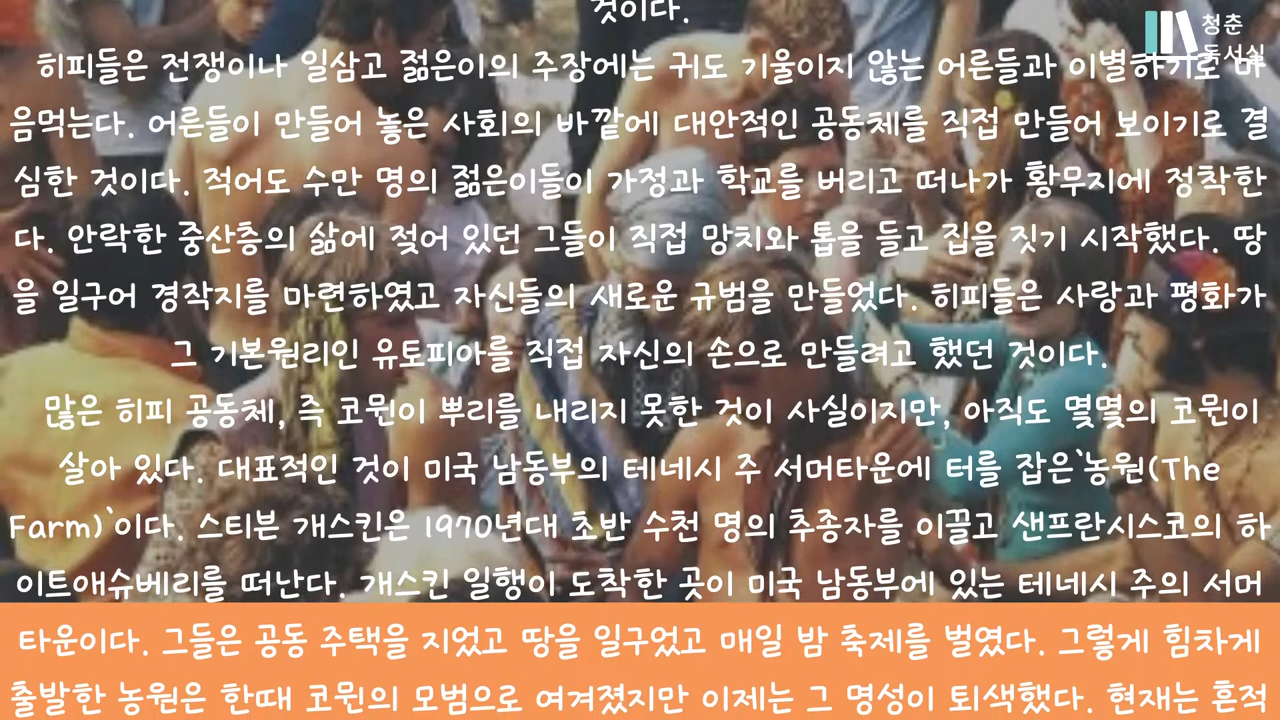 것이다.
청춘
독서실
히피들은 전쟁이나 일삼고 젊은이의 주장에는 귀도 기울이지 않는 어른들과 이별하기로 마
음먹는다. 어른들이 만들어 놓은 사회의 바깥에 대안적인 공동체를 직접 만들어 보이기로 결
심한 것이다. 적어도 수만 명의 젊은이들이 가정과 학교를 버리고 떠나가 황무지에 정착한
다. 안락한 중산층의 삶에 젖어 있던 그들이 직접 망치와 톱을 들고 집을 짓기 시작했다. 땅
을 일구어 경작지를 마련하였고 자신들의 새로운 규범을 만들었다. 히피들은 사랑과 평화가
그 기본원리인 유토피아를 직접 자신의 손으로 만들려고 했던 것이다.
많은 히피 공동체, 즉 코뮌이 뿌리를 내리지 못한 것이 사실이지만, 아직도 몇몇의 코뮌이
살아 있다. 대표적인 것이 미국 남동부의 테네시 주 서머타운에 터를 잡은'농원(The
Farm)'이다. 스티븐 개스킨은 1970년대 초반 수천 명의 추종자를 이끌고 샌프란시스코의 하
이트애슈베리를 떠난다. 개스킨 일행이 도착한 곳이 미국 남동부에 있는 테네시 주의 서머
타운이다. 그들은 공동 주택을 지었고 땅을 일구었고 매일 밤 축제를 벌였다. 그렇게 힘차게
출발한 농원은 한때 코뮌의 모범으로 여겨졌지만 이제는 그 명성이 퇴색했다. 현재는 흔적